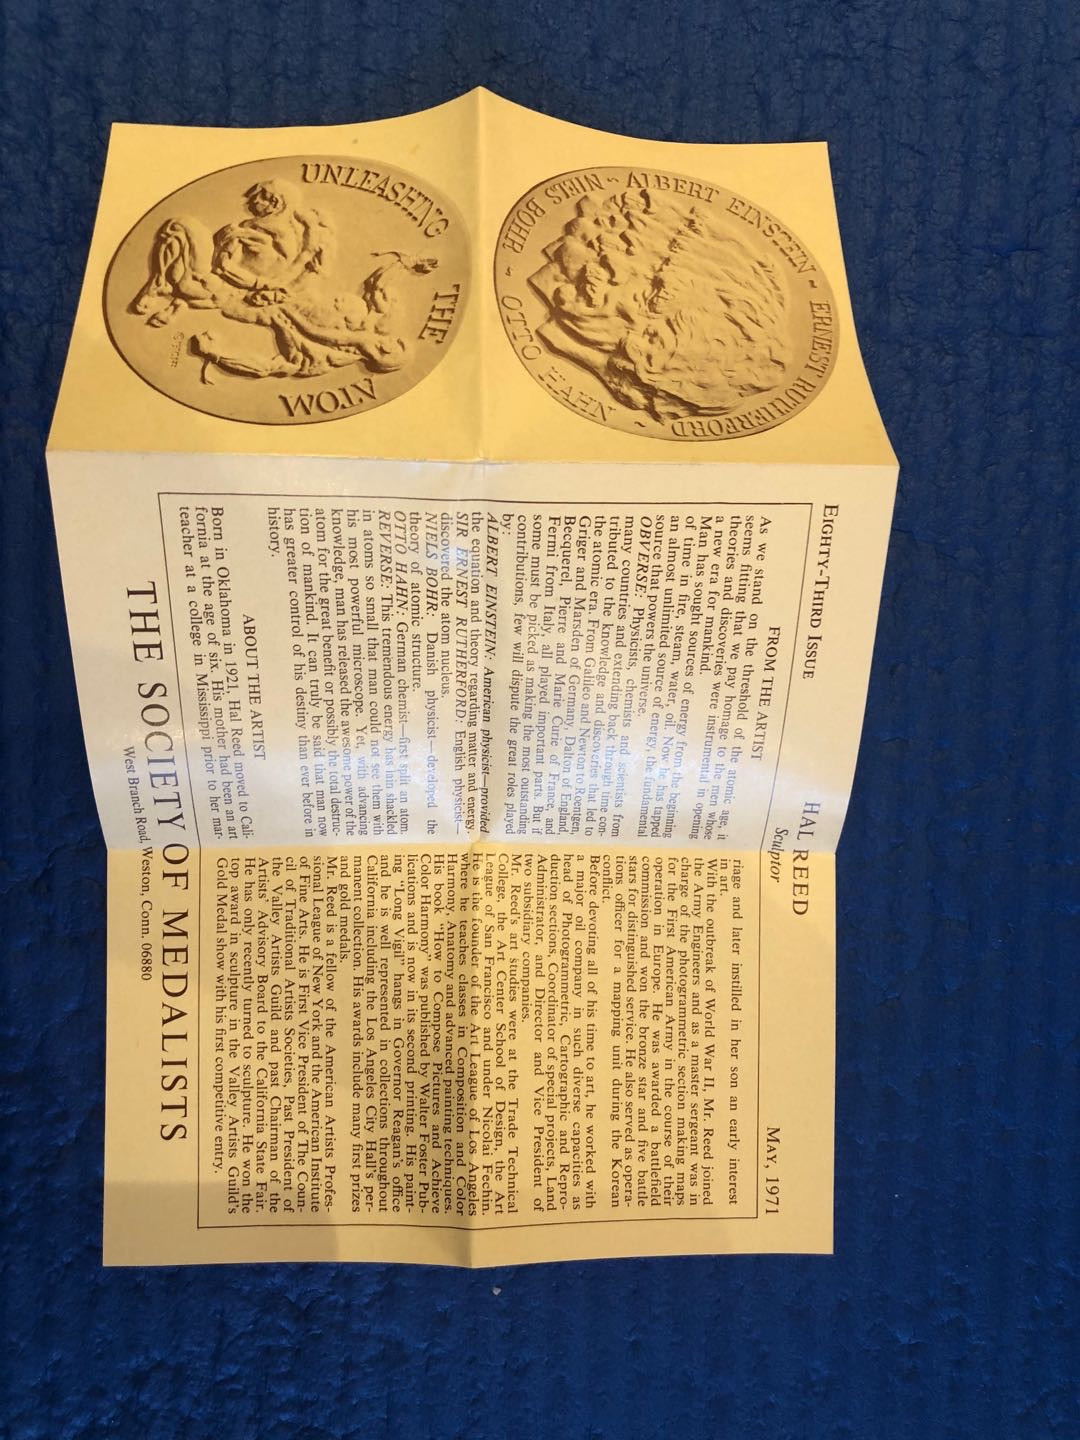 UNLEASHING THE ATOM
NIELS BOHR ~ ALBERT EINSTEIN ~ ERNEST RUTHERFORD ~ OTTO HAHN ~
EIGHTY-THIRD ISSUE
HAL REED
Sculptor
MAY, 1971
FROM THE ARTIST
As we stand on the threshold of the atomic age, it
seems fitting that we pay homage to the men whose
theories and discoveries were instrumental in opening
a new era for mankind.
Man has sought sources of energy from the beginning
of time in fire, steam, water, oil. Now he has tapped
an almost unlimited source of energy, the fundamental
source that powers the universe.
OBVERSE: Physicists, chemists and scientists from
many countries and extending back through time con-
tributed to the knowledge and discoveries that led to
the atomic era. From Galileo and Newton to Roentgen,
Griger and Marsden of Germany, Dalton of England,
Becquerel, Pierre and Marie Curie of France, and
Fermi from Italy, all played important parts. But if
some must be picked as making the most outstanding
contributions, few will dispute the great roles played
by:
ALBERT EINSTEIN: American physicist—provided
the equation and theory regarding matter and energy.
SIR ERNEST RUTHERFORD: English physicist—
discovered the atom nucleus.
NIELS BOHR: Danish physicist—developed the
theory of atomic structure.
OTTO HAHN: German chemist—first split an atom.
REVERSE: This tremendous energy has lain shackled
in atoms so small that man could not see them with
his most powerful microscope. Yet, with advancing
knowledge, man has released the awesome power of the
atom for the great benefit or possibly the total destruc-
tion of mankind. It can truly be said that man now
has greater control of his destiny than ever before in
history.
ABOUT THE ARTIST
Born in Oklahoma in 1921, Hal Reed moved to Cali-
fornia at the age of six. His mother had been an art
teacher at a college in Mississippi prior to her mar-
riage and later instilled in her son an early interest
in art.
With the outbreak of World War II, Mr. Reed joined
the Army Engineers and as a master sergeant was in
charge of the photogrammetric section making maps
for the First American Army in the course of their
operation in Europe. He was awarded a battlefield
commission and won the bronze star and five battle
stars for distinguished service. He also served as opera-
tions officer for a mapping unit during the Korean
conflict.
Before devoting all of his time to art, he worked with
a major oil company in such diverse capacities as
head of Photogrammetric, Cartographic and Repro-
duction sections, Coordinator of special projects, Land
Administrator, and Director and Vice President of
two subsidiary companies.
Mr. Reed's art studies were at the Trade Technical
College, the Art Center School of Design, the Art
League of San Francisco and under Nicolai Fechin.
He is the founder of the Art League of Los Angeles
where he teaches classes in Composition and Color
Harmony, Anatomy and advanced painting techniques.
His book "How to Compose Pictures and Achieve
Color Harmony" was published by Walter Foster Pub-
lications and is now in its second printing. His paint-
ing "Long Vigil" hangs in Governor Reagan's office
and he is well represented in collections throughout
California including the Los Angeles City Hall's per-
manent collection. His awards include many first prizes
and gold medals.
Mr. Reed is a fellow of the American Artists Profes-
sional League of New York and the American Institute
of Fine Arts. He is First Vice President of The Coun-
cil of Traditional Artists Societies, Past President of
the Valley Artists Guild and past Chairman of the
Artists' Advisory Board to the California State Fair.
He has only recently turned to sculpture. He won the
top award in sculpture in the Valley Artists Guild's
Gold Medal show with his first competitive entry.
THE SOCIETY OF MEDALISTS
West Branch Road, Weston, Conn. 06880